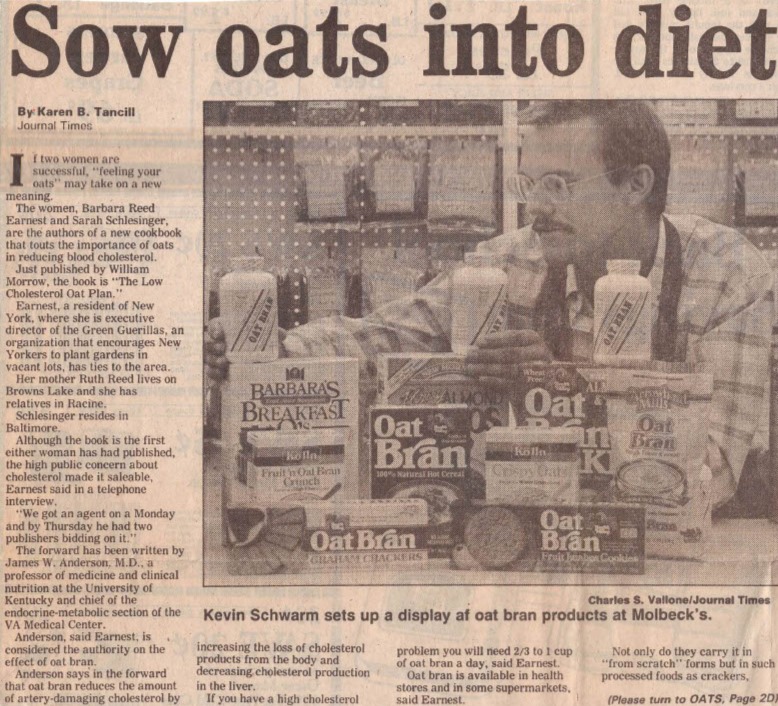 Sow oats into diet
By Karen B. Tancill
Journal Times
If two women are
successful, "feeling your
oats" may take on a new
meaning.
The women, Barbara Reed
Earnest and Sarah Schlesinger,
are the authors of a new cookbook
that touts the importance of oats
in reducing blood cholesterol.
Just published by William
Morrow, the book is "The Low
Cholesterol Oat Plan."
Earnest, a resident of New
York, where she is executive
director of the Green Guerillas, an
organization that encourages New
Yorkers to plant gardens in
vacant lots, has ties to the area.
Her mother Ruth Reed lives on
Browns Lake and she has
relatives in Racine.
Schlesinger resides in
Baltimore.
Although the book is the first
either woman has had published,
the high public concern about
cholesterol made it saleable,
Earnest said in a telephone
interview.
"We got an agent on a Monday
and by Thursday he had two
publishers bidding on it."
The forward has been written by
James W. Anderson, M.D., a
professor of medicine and clinical
nutrition at the University of
Kentucky and chief of the
endocrine-metabolic section of the
VA Medical Center.
Anderson, said Earnest, is
considered the authority on the
effect of oat bran.
Anderson says in the forward
that oat bran reduces the amount
of artery-damaging cholesterol by
OAT BRAN
OAT BRAN
OAT BRAN
BARBARA'S
BREAKFAST
O's
Kölln
Fruit'n Oat Bran
Crunch
Oat
Bran
100% Natural Hot Cereal
Kölln
Oat
Oat
Bran
Oat Bran
GRAHAM CRACKERS
Oat
Bran
Fruit Jumbos Cookies
Bran
Charles S. Vallone/Journal Times
Kevin Schwarm sets up a display af oat bran products at Molbeck's.
increasing the loss of cholesterol
products from the body and
decreasing cholesterol production
in the liver.
If you have a high cholesterol
problem you will need 2/3 to 1 cup
of oat bran a day, said Earnest.
Oat bran is available in health
stores and in some supermarkets,
said Earnest.
Not only do they carry it in
"from scratch" forms but in such
processed foods as crackers,
(Please turn to OATS, Page 2D)